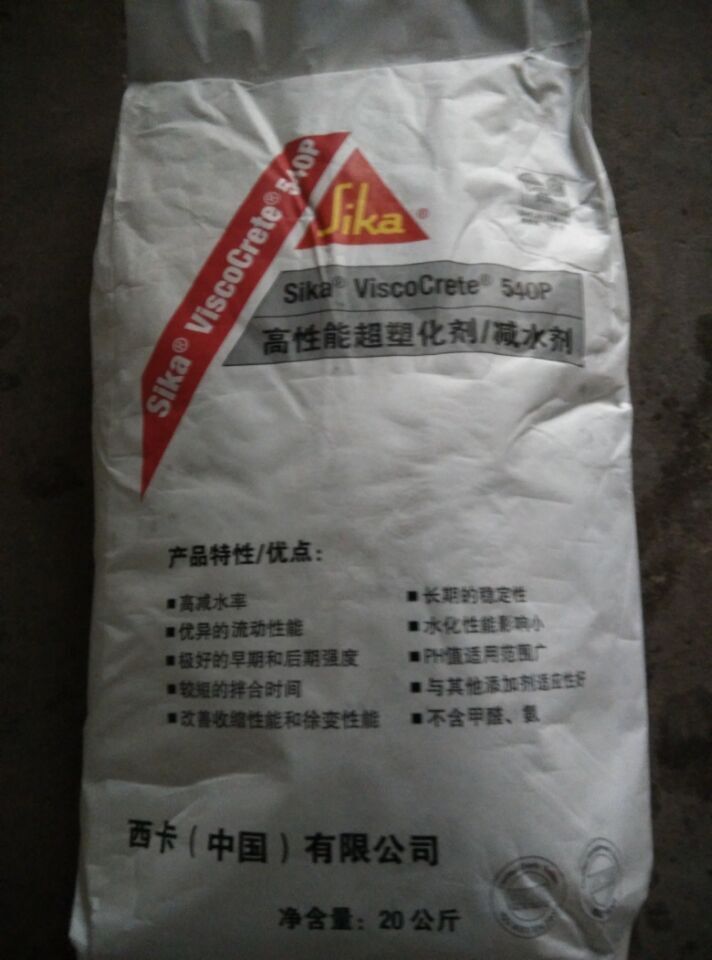 Sika® ViscoCrete® 540P
Sika®
Sika® ViscoCrete® 540P
高性能超塑化剂/减水剂
产品特性/优点：
■高减水率
■优异的流动性能
■极好的早期和后期强度
■较短的拌合时间
■改善收缩性能和徐变性能
■长期的稳定性
■水化性能影响小
■PH值适用范围广
■与其他添加剂适应性好
■不含甲醛、氨
西卡（中国）有限公司
净含量：20公斤